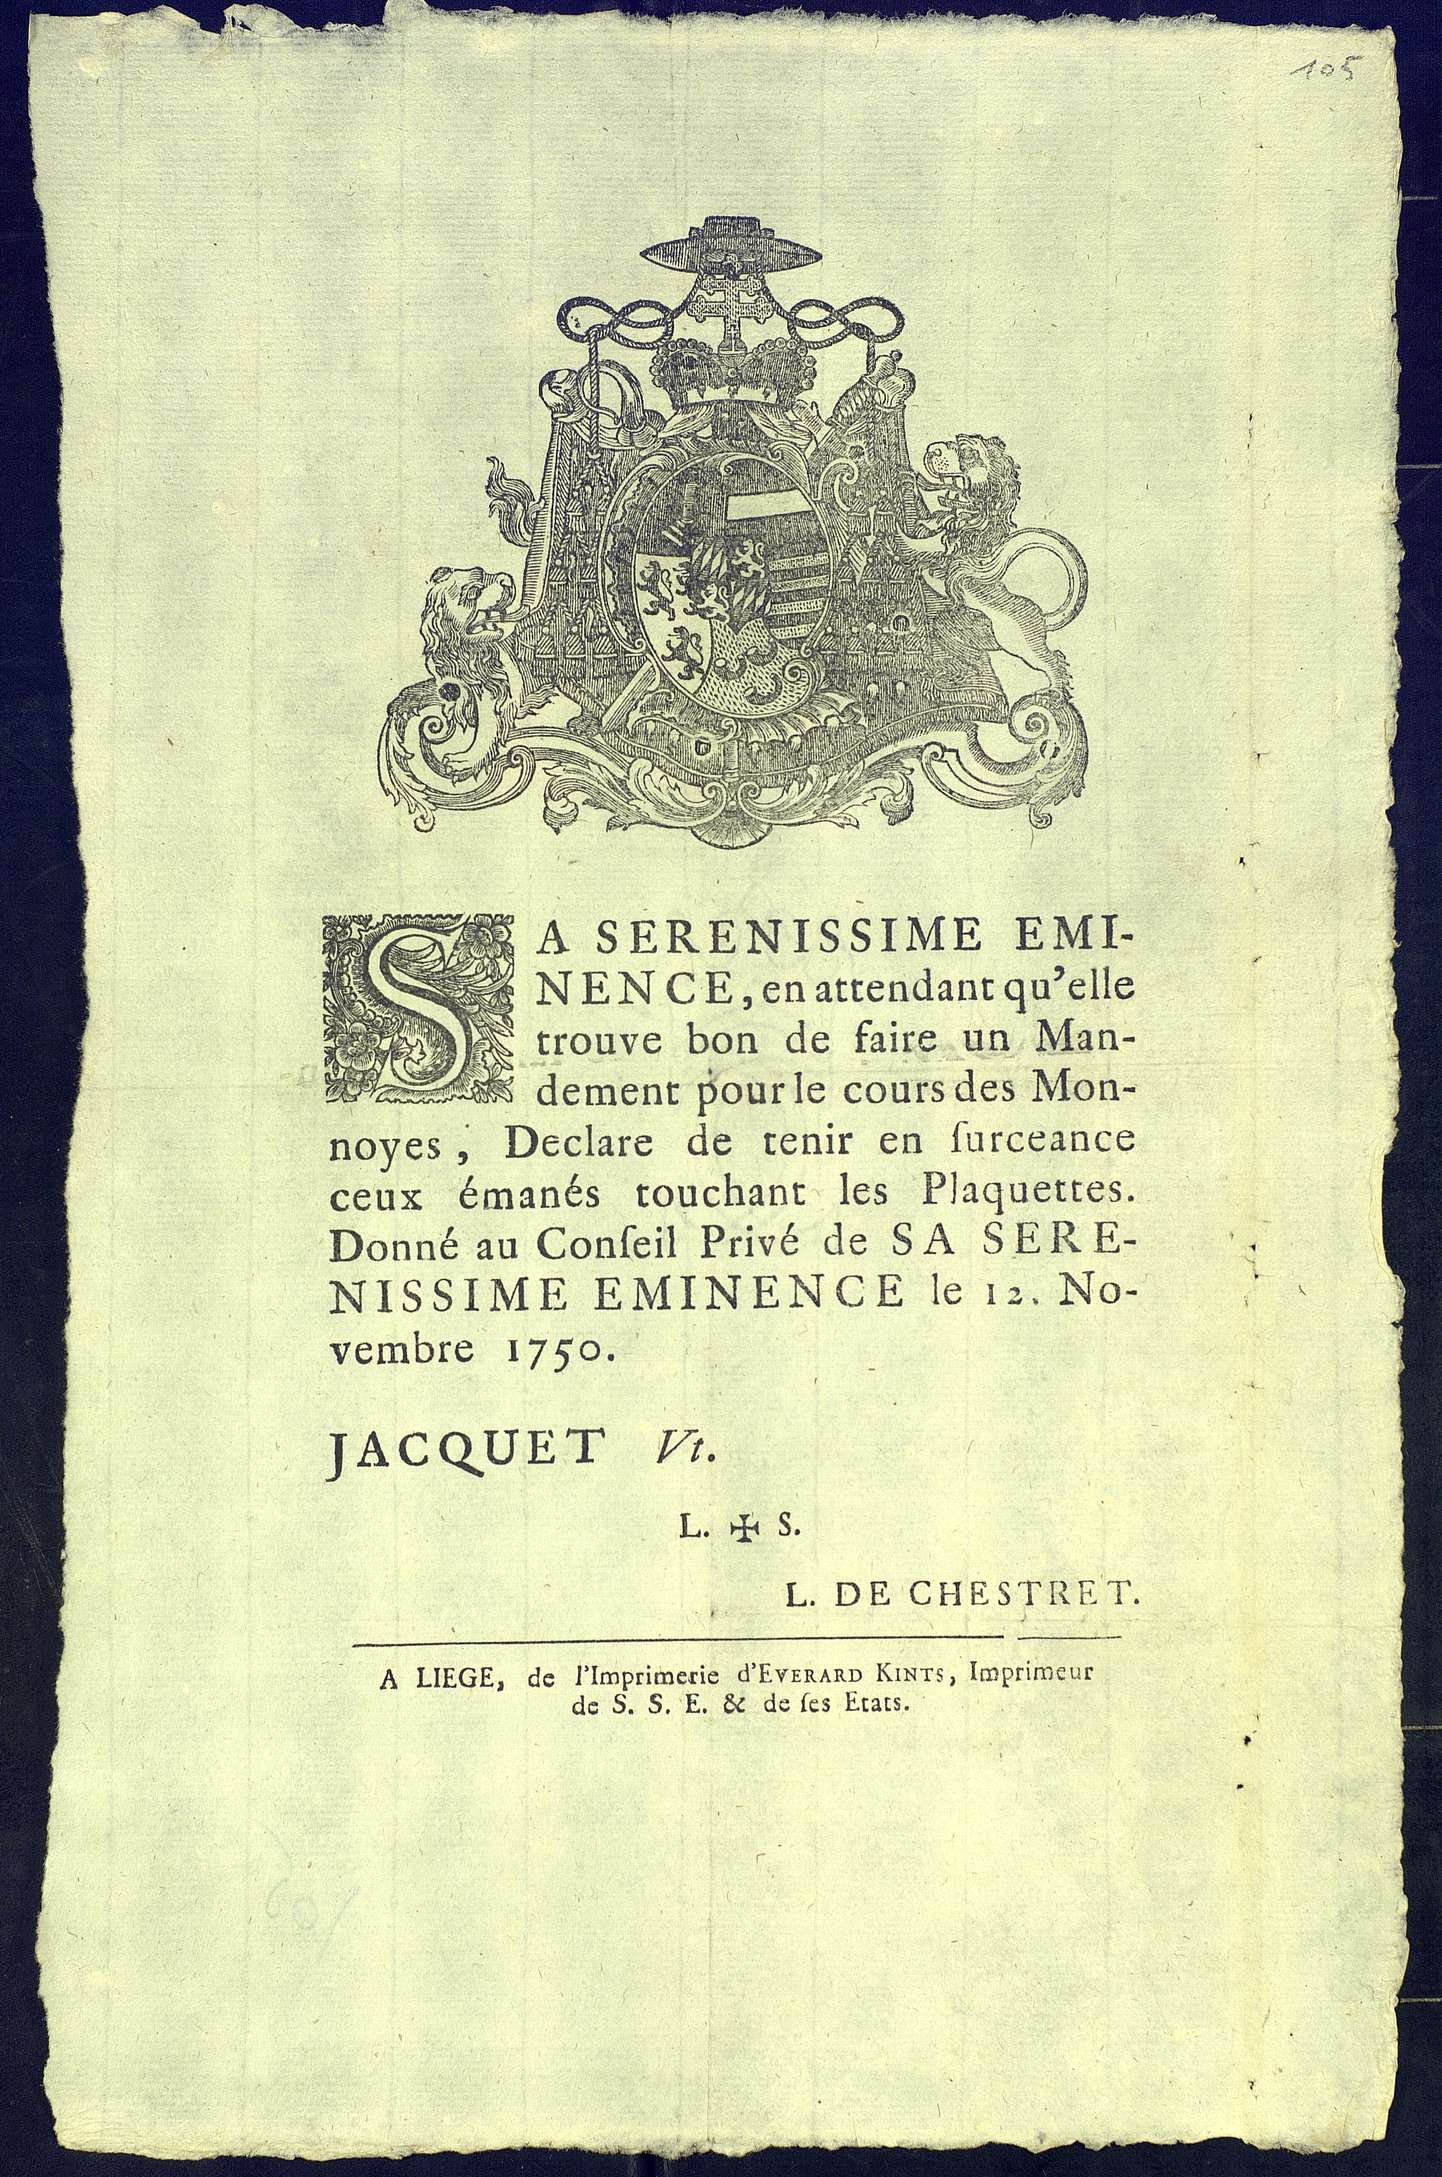 105
SA SERENISSIME EMI-
NENCE, en attendant qu'elle
trouve bon de faire un Man-
dement pour le cours des Mon-
noyes, Declare de tenir en ſurceance
ceux émanés touchant les Plaquettes.
Donné au Conſeil Privé de SA SERE-
NISSIME EMINENCE le 12. No-
vembre 1750.
JACQUET Vt.
L. ✠ S.
L. DE CHESTRET.
A LIEGE, de l'Imprimerie d'EVERARD KINTS, Imprimeur
de S. S. E. & de ſes Etats.